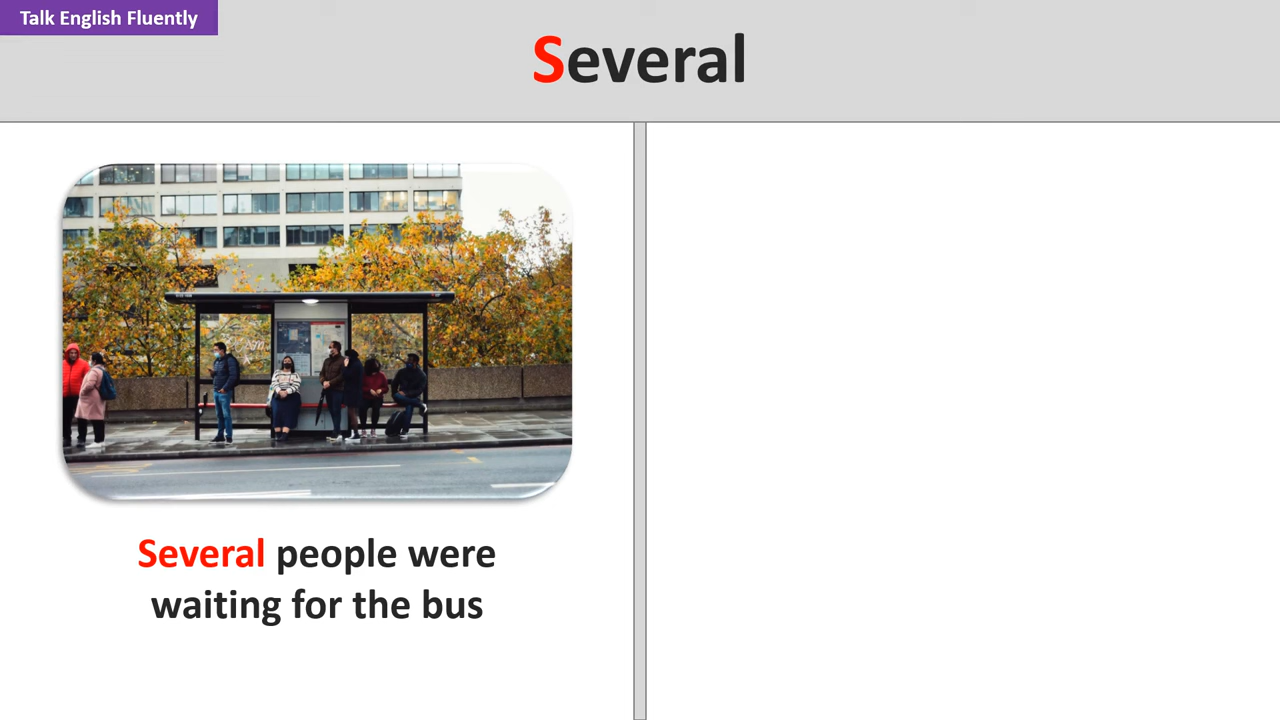 Talk English Fluently
Several
Several people were
waiting for the bus